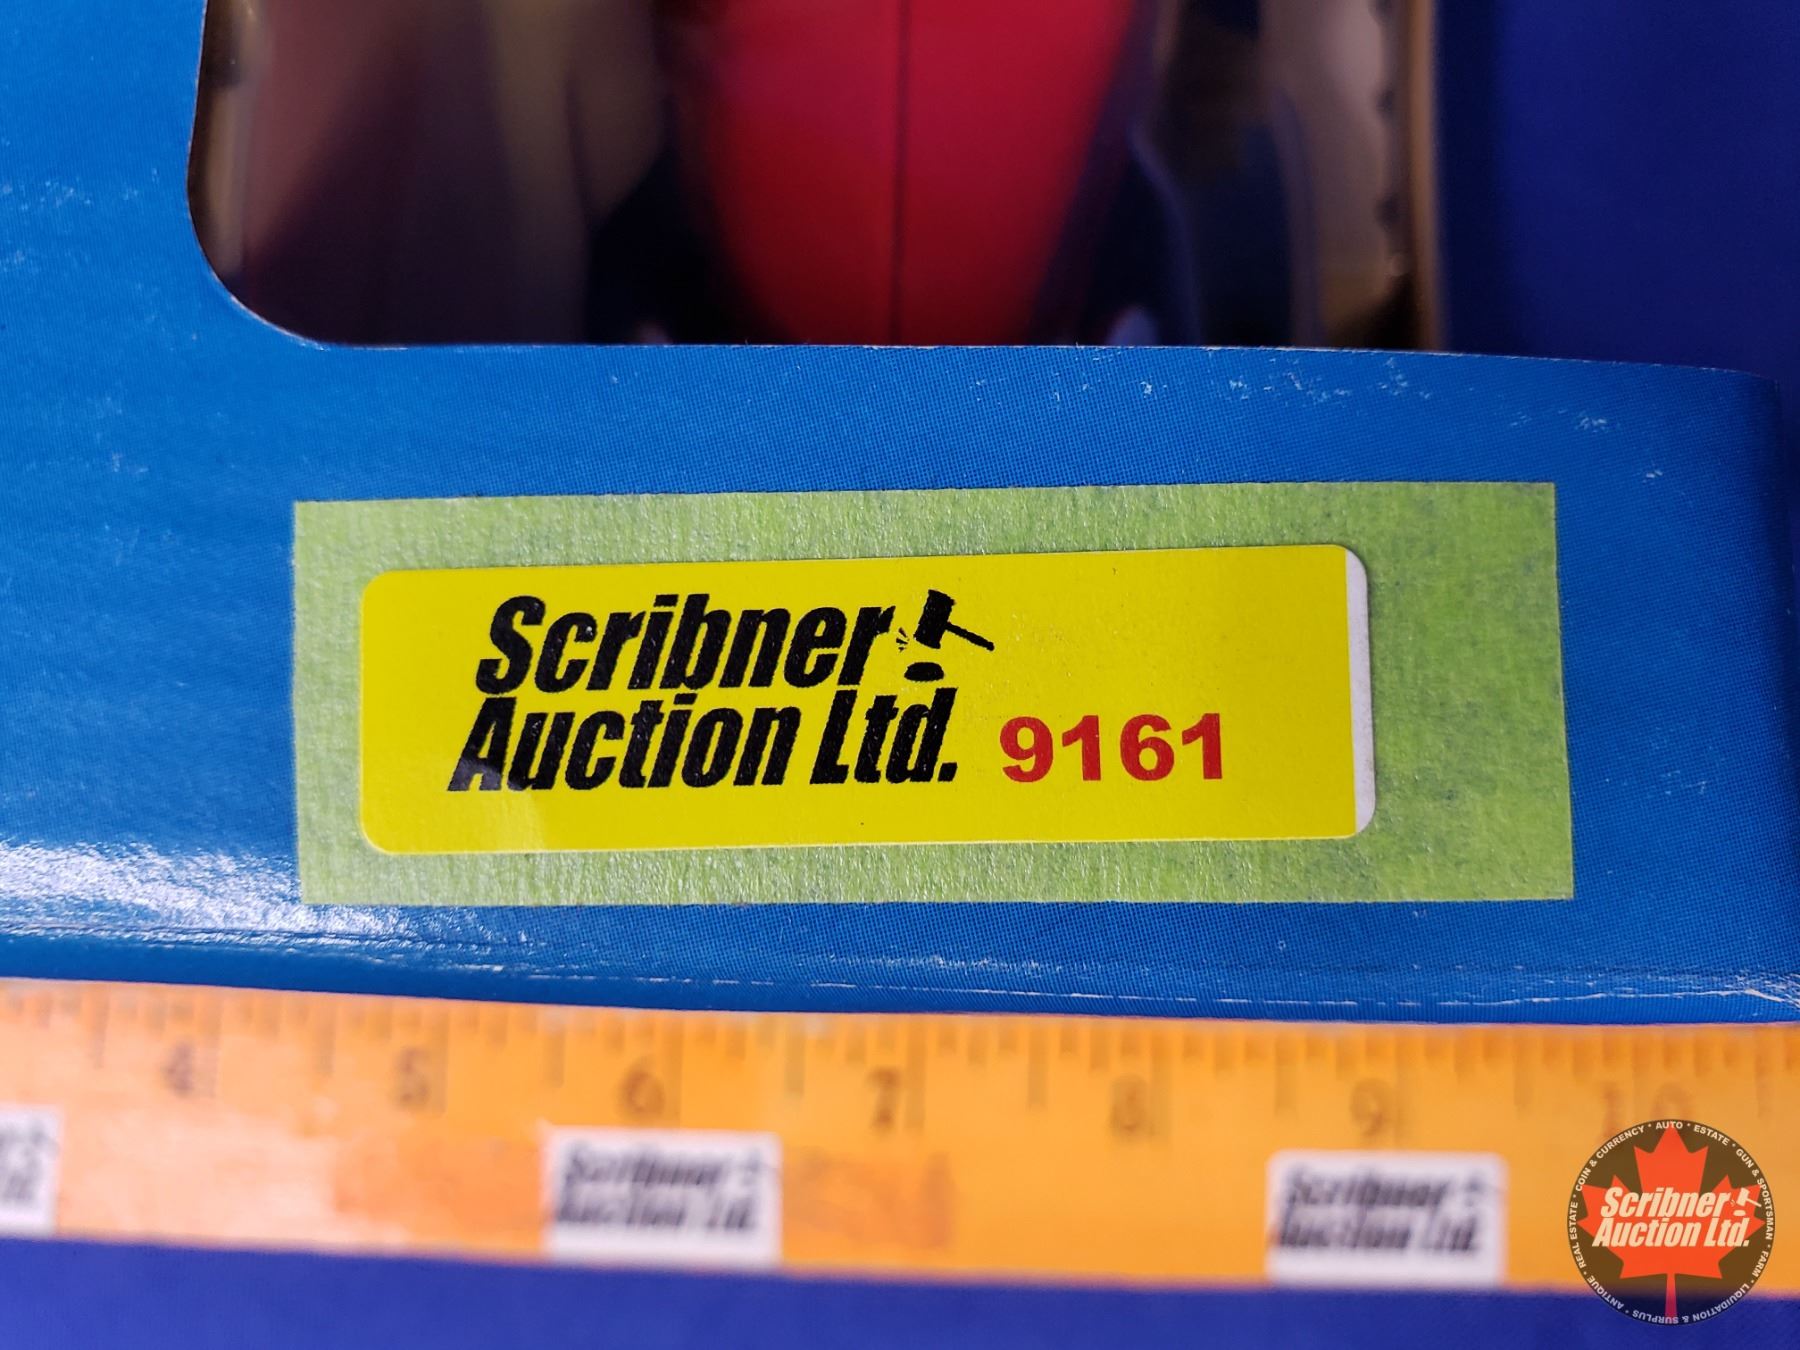 Scribner
Auction Ltd. 9161
4 5 6 7 8 9 10
Scribner
Auction Ltd.
Scribner
Auction Ltd.
REAL ESTATE • COIN & CURRENCY • AUTO • ESTATE • GUN & SPORTSMAN • FARM • LIQUIDATION & SURPLUS • ANTIQUE •
Scribner
Auction Ltd.